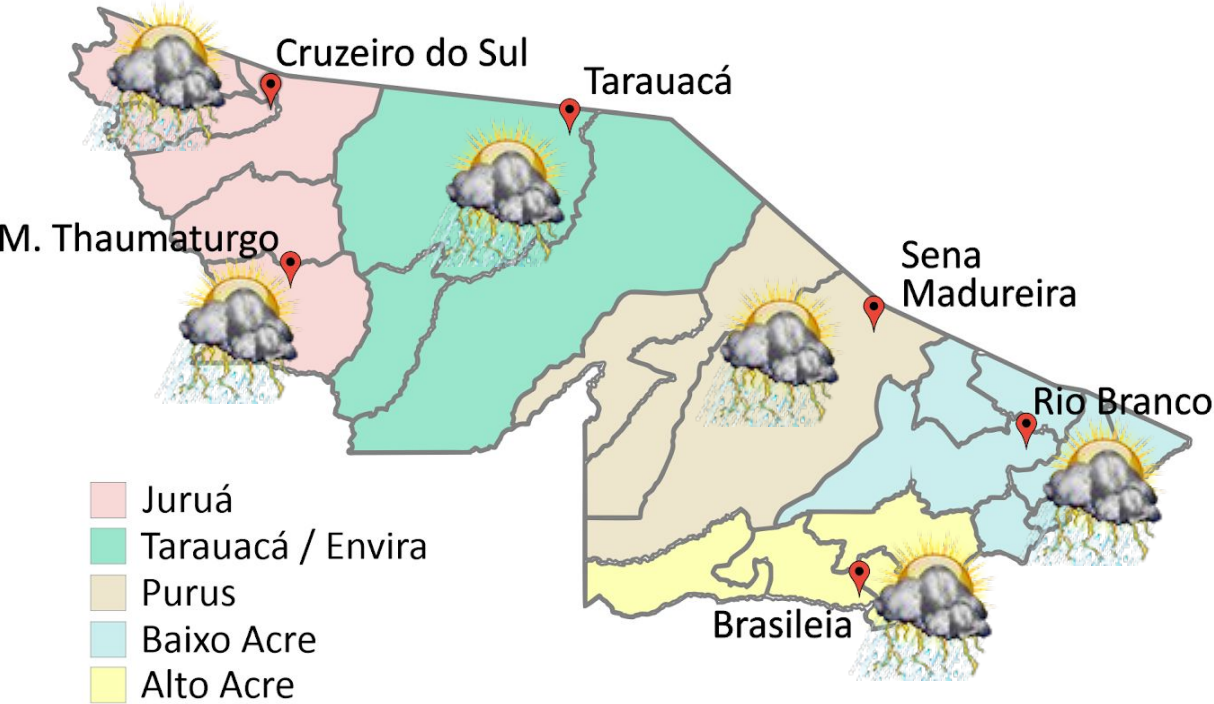 Cruzeiro do Sul
Tarauacá
M. Thaumaturgo
Sena
Madureira
Rio Branco
Brasileia
Juruá
Tarauacá / Envira
Purus
Baixo Acre
Alto Acre